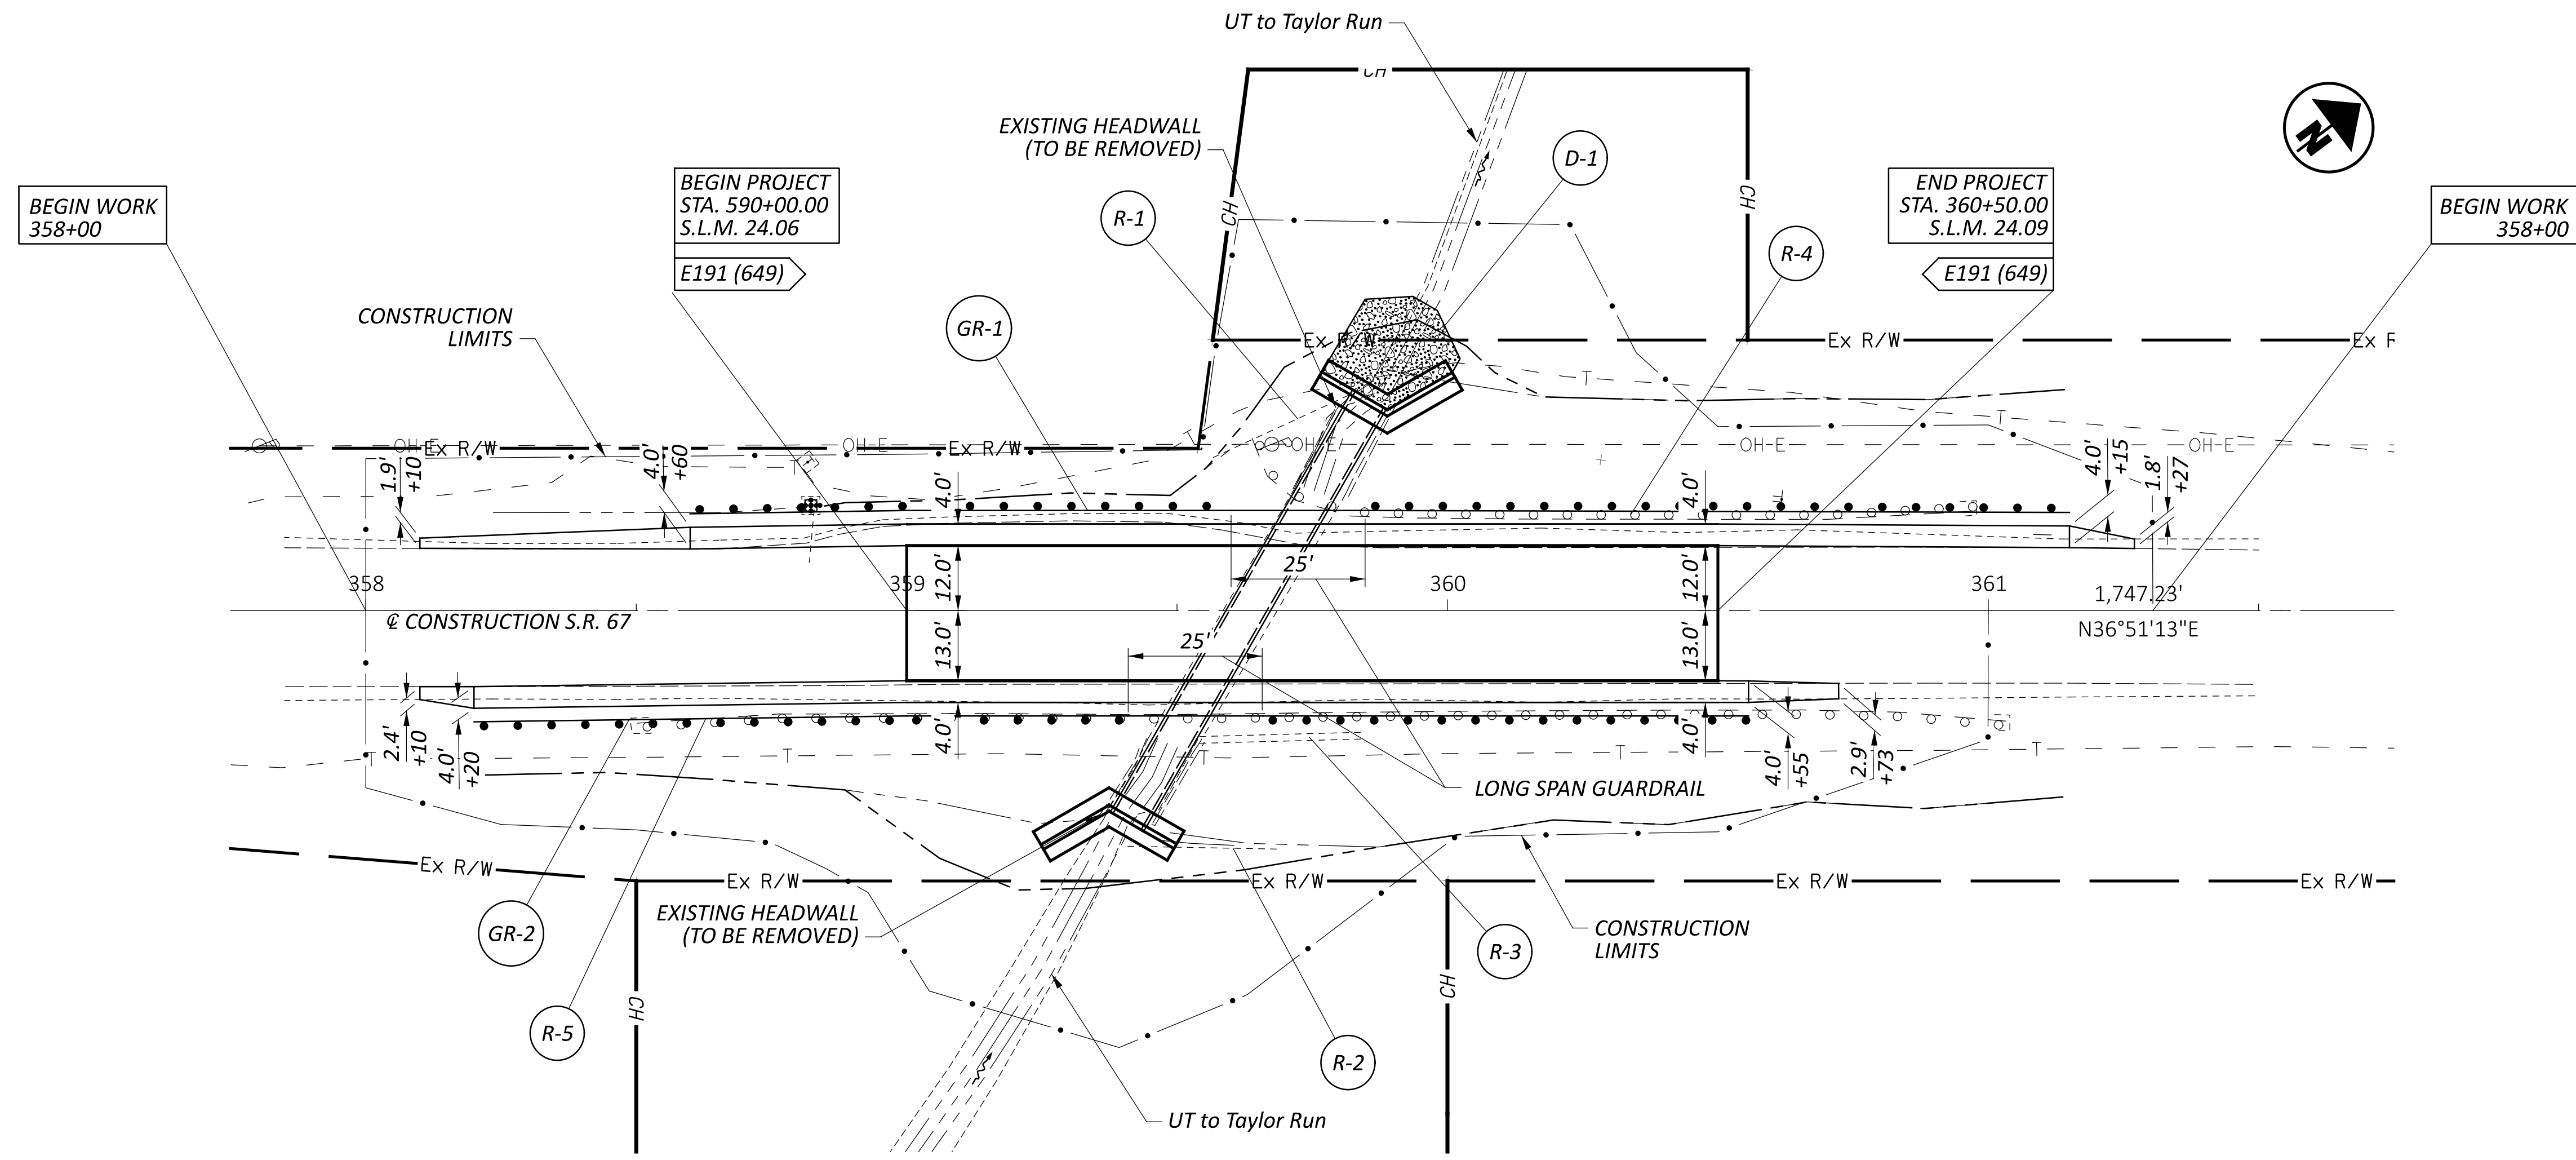 UT to Taylor Run
CH
EXISTING HEADWALL
(TO BE REMOVED)
D-1
N
BEGIN WORK
358+00
BEGIN PROJECT
STA. 590+00.00
S.L.M. 24.06
E191 (649)
R-1
CH
CH
R-4
END PROJECT
STA. 360+50.00
S.L.M. 24.09
E191 (649)
BEGIN WORK
358+00
CONSTRUCTION
LIMITS
GR-1
Ex R/W
Ex R/W
Ex R
T
T
T
T
T
OH-E
Ex R/W
OH-E
Ex R/W
OH-E
OH-E
OH-E
1.9'
+10
4.0'
+60
4.0'
4.0'
4.0'
+15
1.8'
+27
25'
358
359
360
361
12.0'
12.0'
1,747.23'
℄ CONSTRUCTION S.R. 67
N36°51'13"E
25'
13.0'
13.0'
2.4'
+10
4.0'
+20
4.0'
4.0'
4.0'
+55
2.9'
+73
T
T
T
T
T
LONG SPAN GUARDRAIL
Ex R/W
Ex R/W
Ex R/W
Ex R/W
Ex R/W
EXISTING HEADWALL
(TO BE REMOVED)
GR-2
R-3
CONSTRUCTION
LIMITS
CH
CH
R-5
R-2
UT to Taylor Run